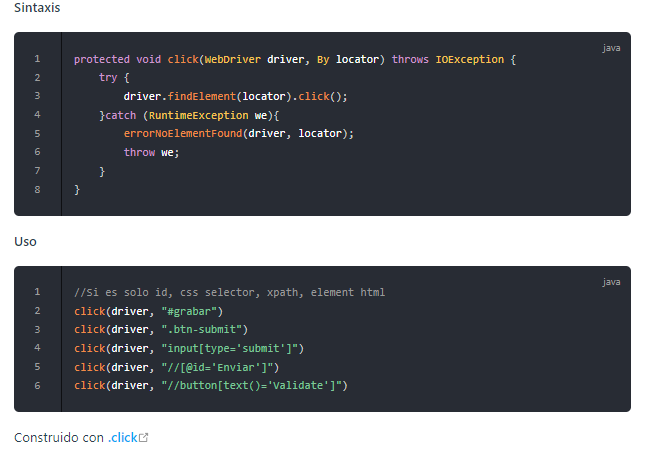 Sintaxis
java
1 protected void click(WebDriver driver, By locator) throws IOException {
2 try {
3 driver.findElement(locator).click();
4 }catch (RuntimeException we){
5 errorNoElementFound(driver, locator);
6 throw we;
7 }
8 }
Uso
java
1 //Si es solo id, css selector, xpath, element html
2 click(driver, "#grabar")
3 click(driver, ".btn-submit")
4 click(driver, "input[type='submit']")
5 click(driver, "//[@id='Enviar']")
6 click(driver, "//button[text()='Validate']")
Construido con .click